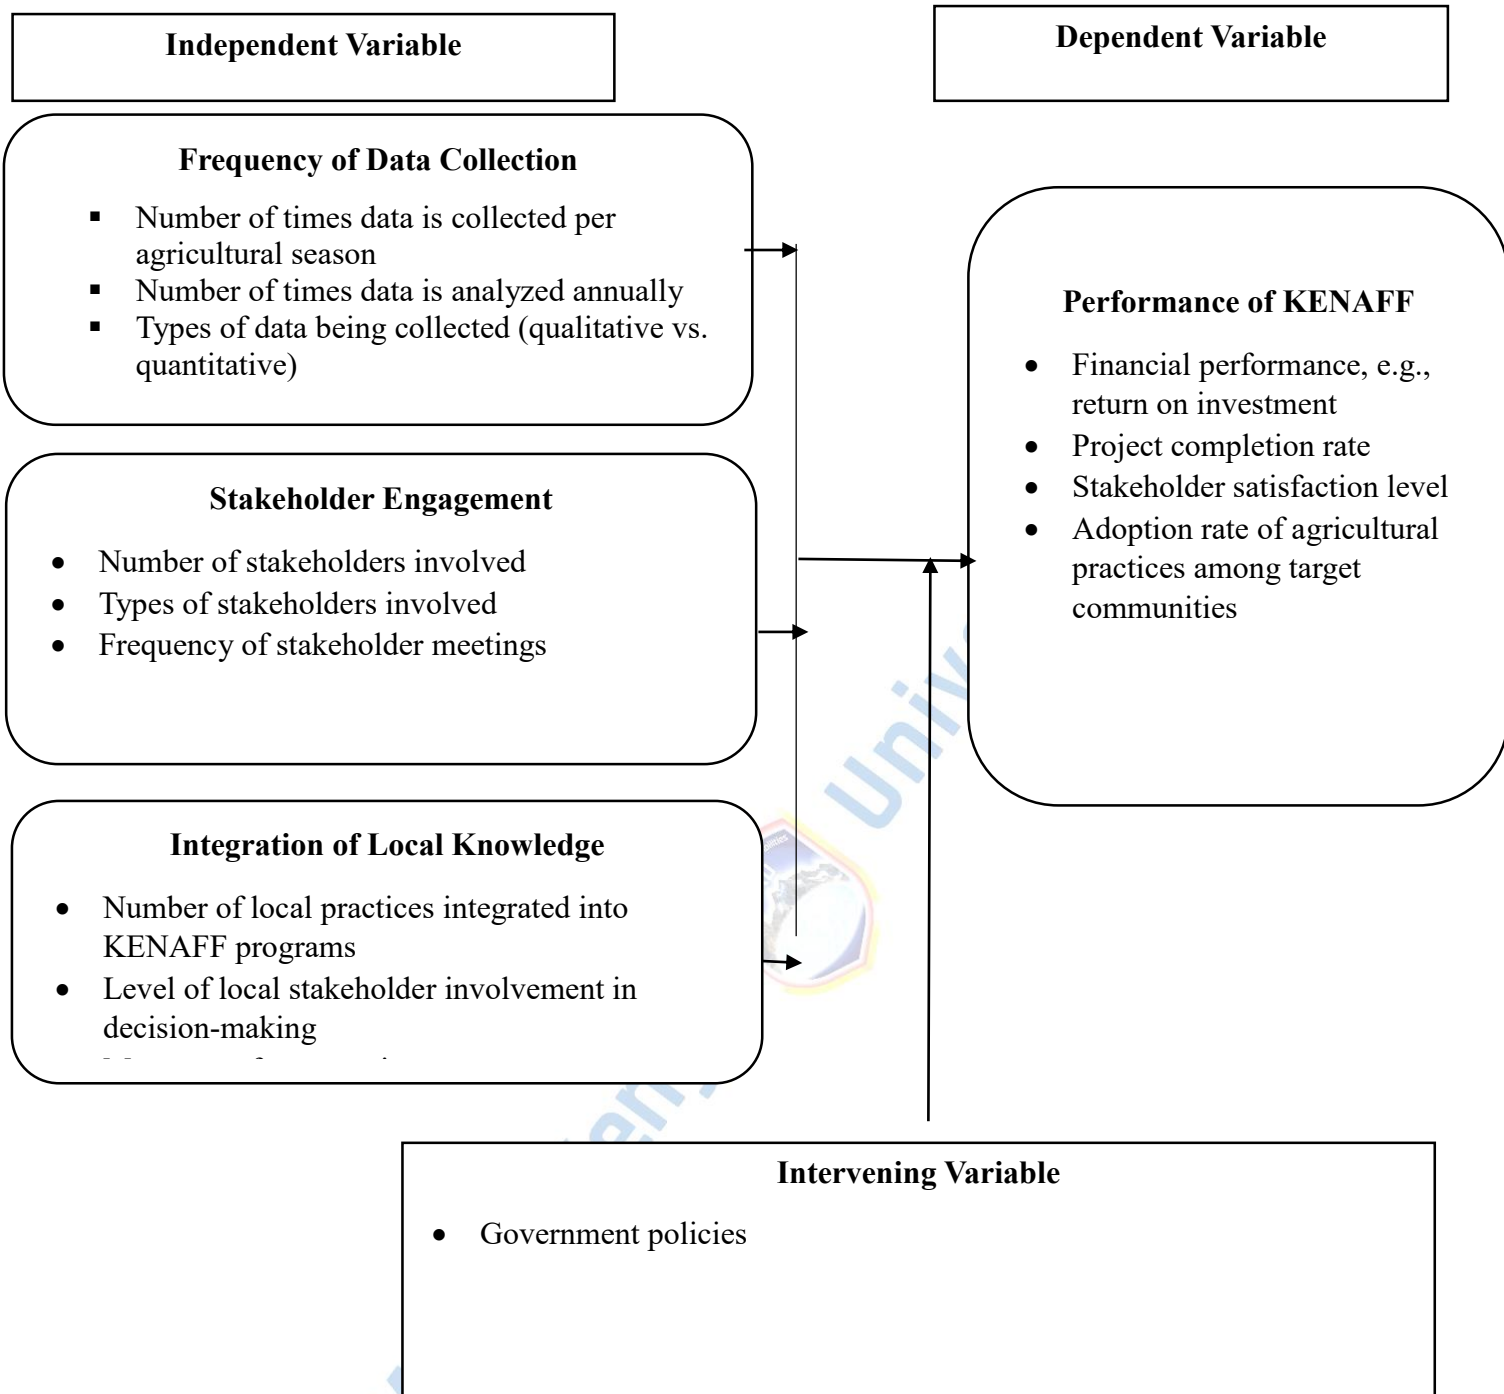 Independent Variable
Dependent Variable
Frequency of Data Collection
▪ Number of times data is collected per
agricultural season
▪ Number of times data is analyzed annually
▪ Types of data being collected (qualitative vs.
quantitative)
Stakeholder Engagement
• Number of stakeholders involved
• Types of stakeholders involved
• Frequency of stakeholder meetings
Integration of Local Knowledge
• Number of local practices integrated into
KENAFF programs
• Level of local stakeholder involvement in
decision-making
Performance of KENAFF
• Financial performance, e.g.,
return on investment
• Project completion rate
• Stakeholder satisfaction level
• Adoption rate of agricultural
practices among target
communities
Intervening Variable
• Government policies